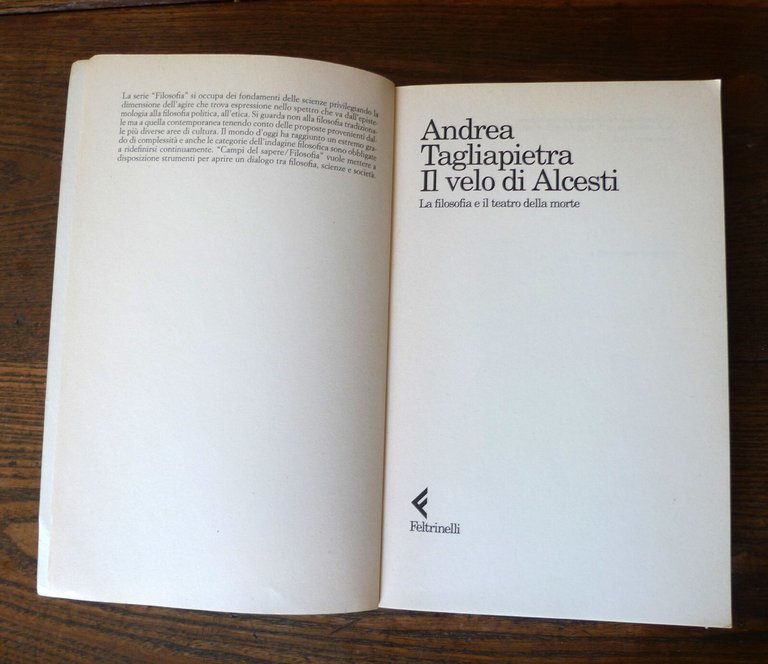 La serie "Filosofia" si occupa dei fondamenti delle scienze privilegiando la
dimensione dell'agire che trova espressione nello spettro che va dall'episte-
mologia alla filosofia politica, all'etica. Si guarda non alla filosofia tradiziona-
le ma a quella contemporanea tenendo conto delle proposte provenienti dal-
le più diverse aree di cultura. Il mondo d'oggi ha raggiunto un estremo gra-
do di complessità e anche le categorie dell'indagine filosofica sono obbligate
a ridefinirsi continuamente. "Campi del sapere/Filosofia" vuole mettere a
disposizione strumenti per aprire un dialogo tra filosofia, scienze e società.
Andrea
Tagliapietra
Il velo di Alcesti
La filosofia e il teatro della morte
Feltrinelli